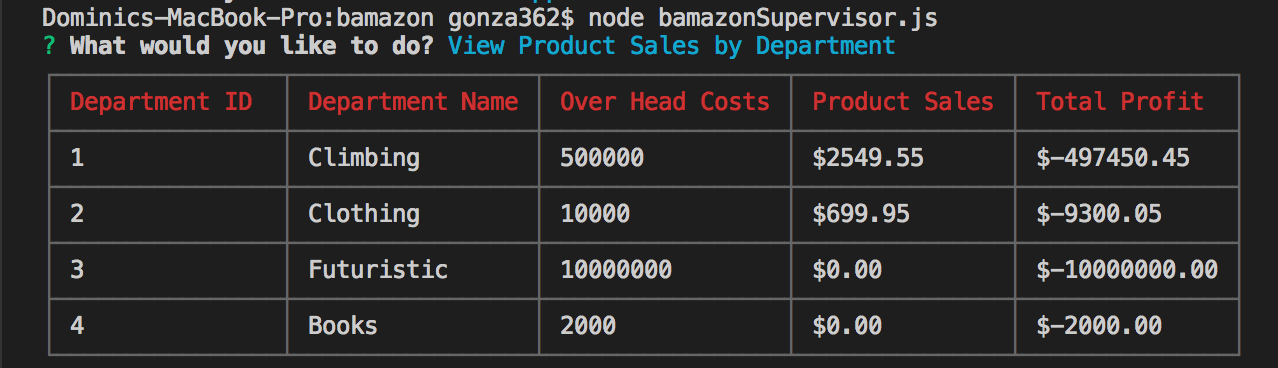 Dominics-MacBook-Pro:bamazon gonza362$ node bamazonSupervisor.js
? What would you like to do? View Product Sales by Department
Department ID Department Name Over Head Costs Product Sales Total Profit
1 Climbing 500000 $2549.55 $-497450.45
2 Clothing 10000 $699.95 $-9300.05
3 Futuristic 10000000 $0.00 $-10000000.00
4 Books 2000 $0.00 $-2000.00